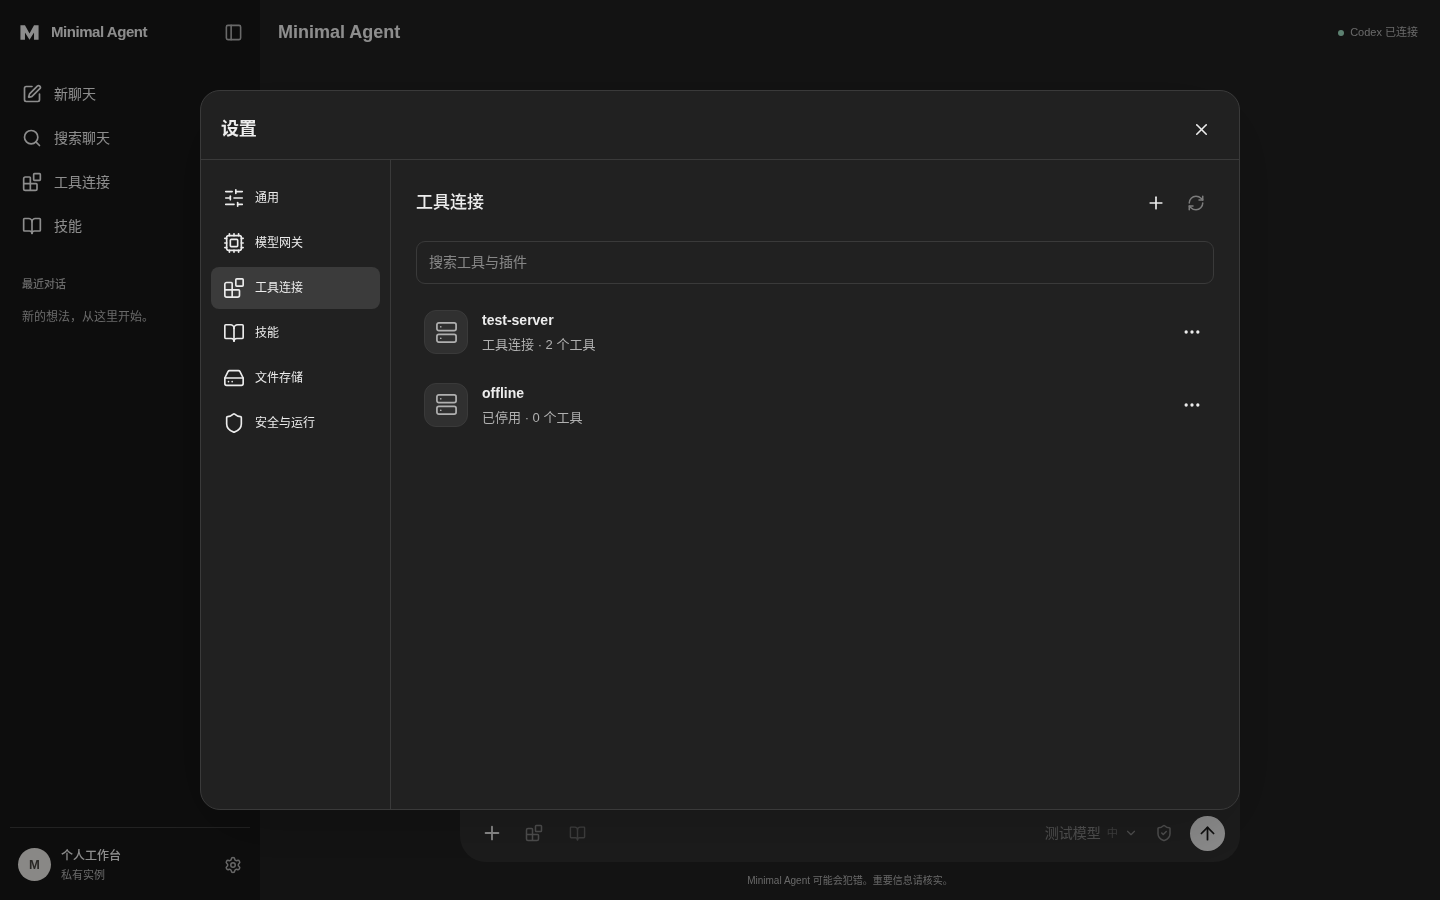 Minimal Agent
新聊天
搜索聊天
工具连接
技能
最近对话
新的想法，从这里开始。
M
个人工作台
私有实例
Minimal Agent
Codex 已连接
设置
通用
模型网关
工具连接
技能
文件存储
安全与运行
工具连接
搜索工具与插件
test-server
工具连接 · 2 个工具
offline
已停用 · 0 个工具
测试模型 中
Minimal Agent 可能会犯错。重要信息请核实。